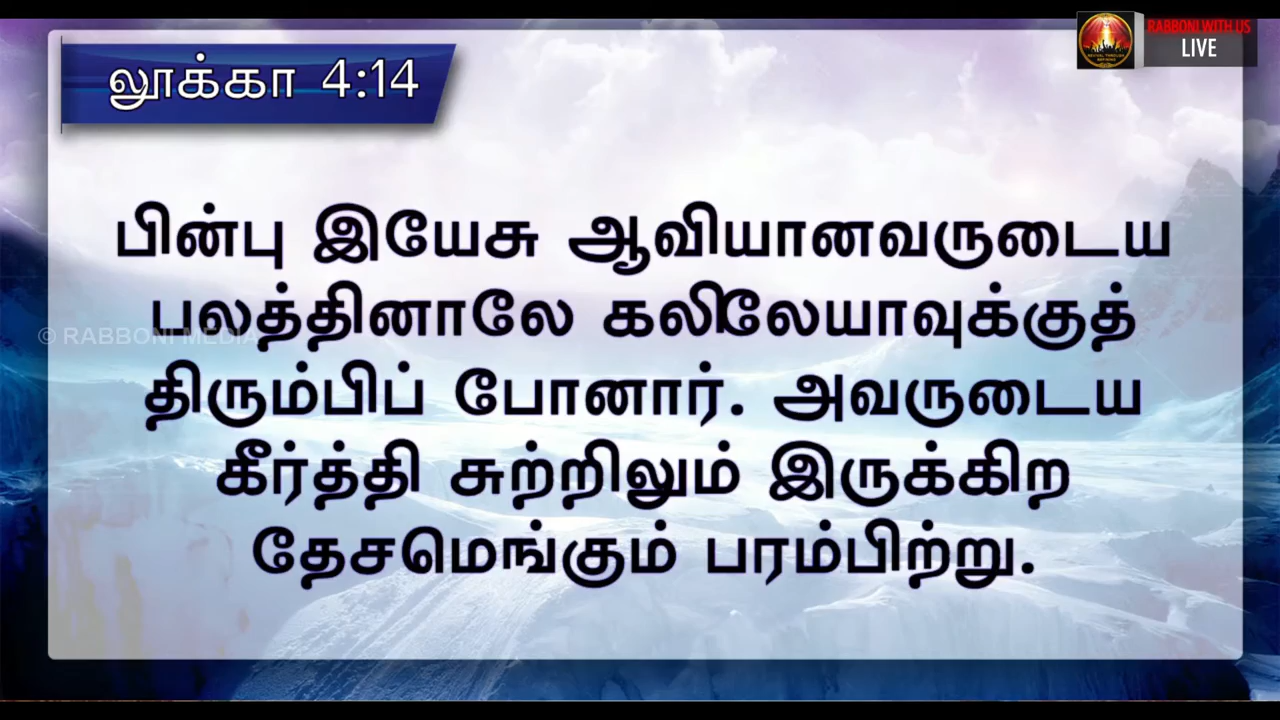 லூக்கா 4:14
RABBONI WITH US
LIVE
பின்பு இயேசு ஆவியானவருடைய
பலத்தினாலே கலிலேயாவுக்குத்
© RABBONI MEDIA
திரும்பிப் போனார். அவருடைய
கீர்த்தி சுற்றிலும் இருக்கிற
தேசமெங்கும் பரம்பிற்று.